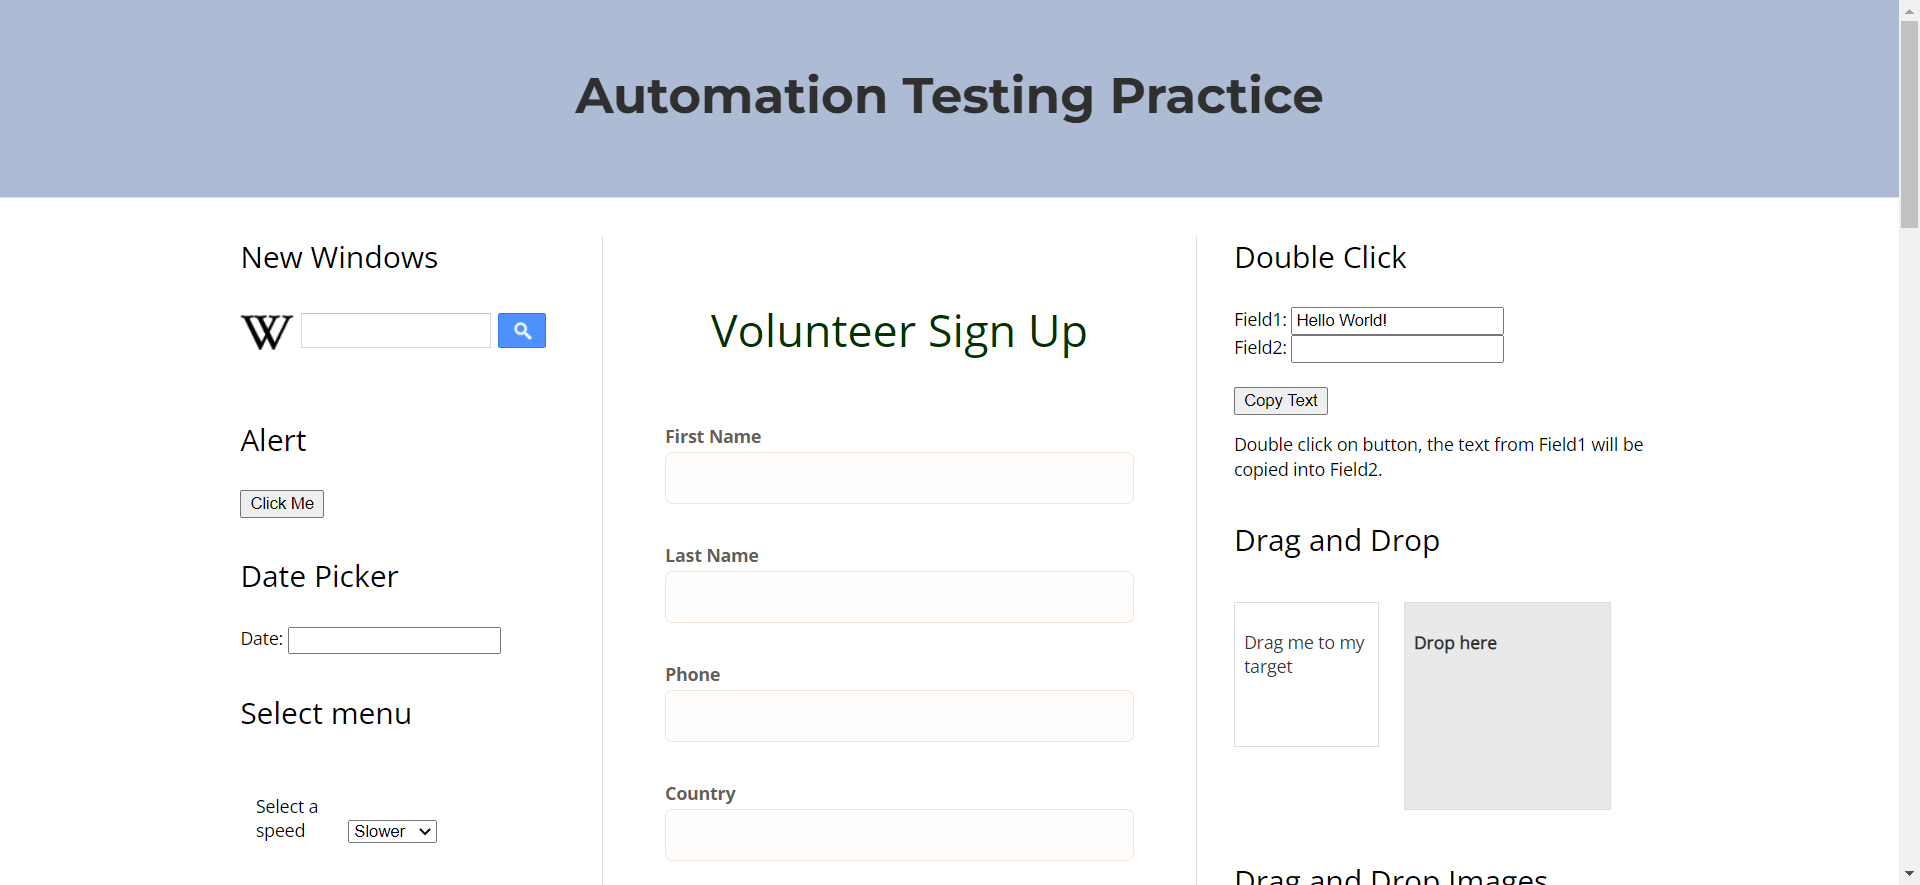 Automation Testing Practice
New Windows
W
Alert
Click Me
Date Picker
Date:
Select menu
Select a
speed
Slower
Volunteer Sign Up
First Name
Last Name
Phone
Country
Double Click
Field1: Hello World!
Field2:
Copy Text
Double click on button, the text from Field1 will be
copied into Field2.
Drag and Drop
Drag me to my
target
Drop here
Drag and Drop Images